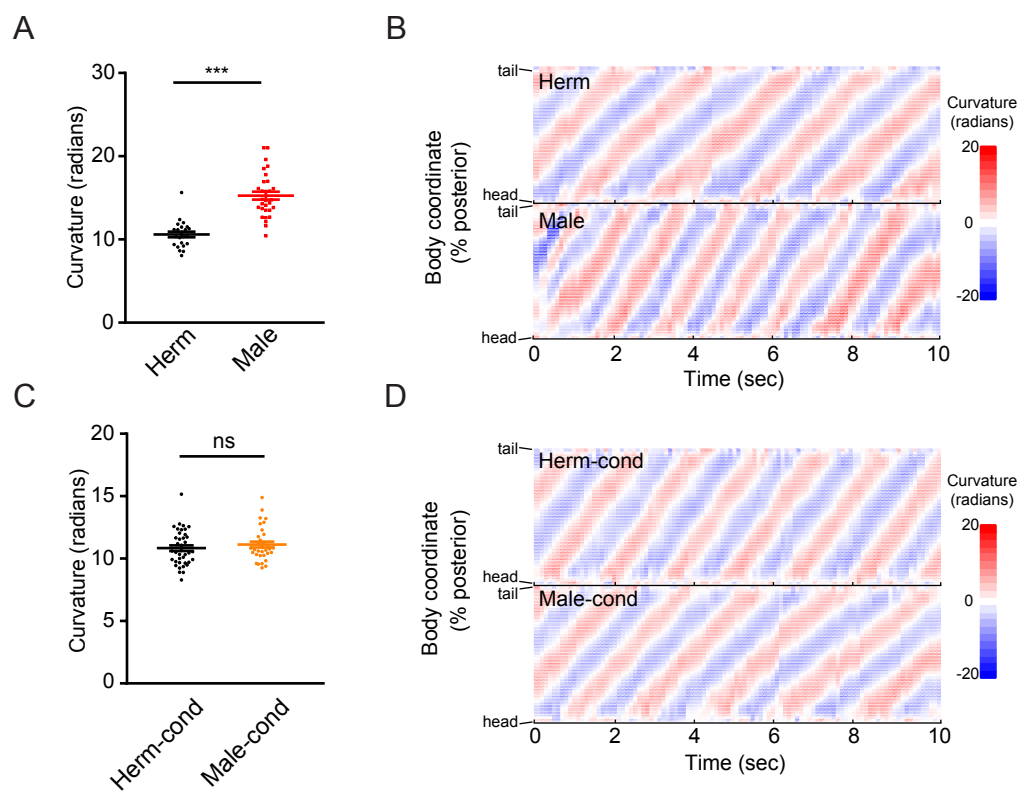 A
Curvature (radians)
30
20
10
0
***
Herm
Male
B
Body coordinate
(% posterior)
tail
Herm
head
tail
Male
head
0 2 4 6 8 10
Time (sec)
Curvature
(radians)
20
0
-20
C
Curvature (radians)
20
15
10
5
0
ns
Herm-cond
Male-cond
D
Body coordinate
(% posterior)
tail
Herm-cond
head
tail
Male-cond
head
0 2 4 6 8 10
Time (sec)
Curvature
(radians)
20
0
-20